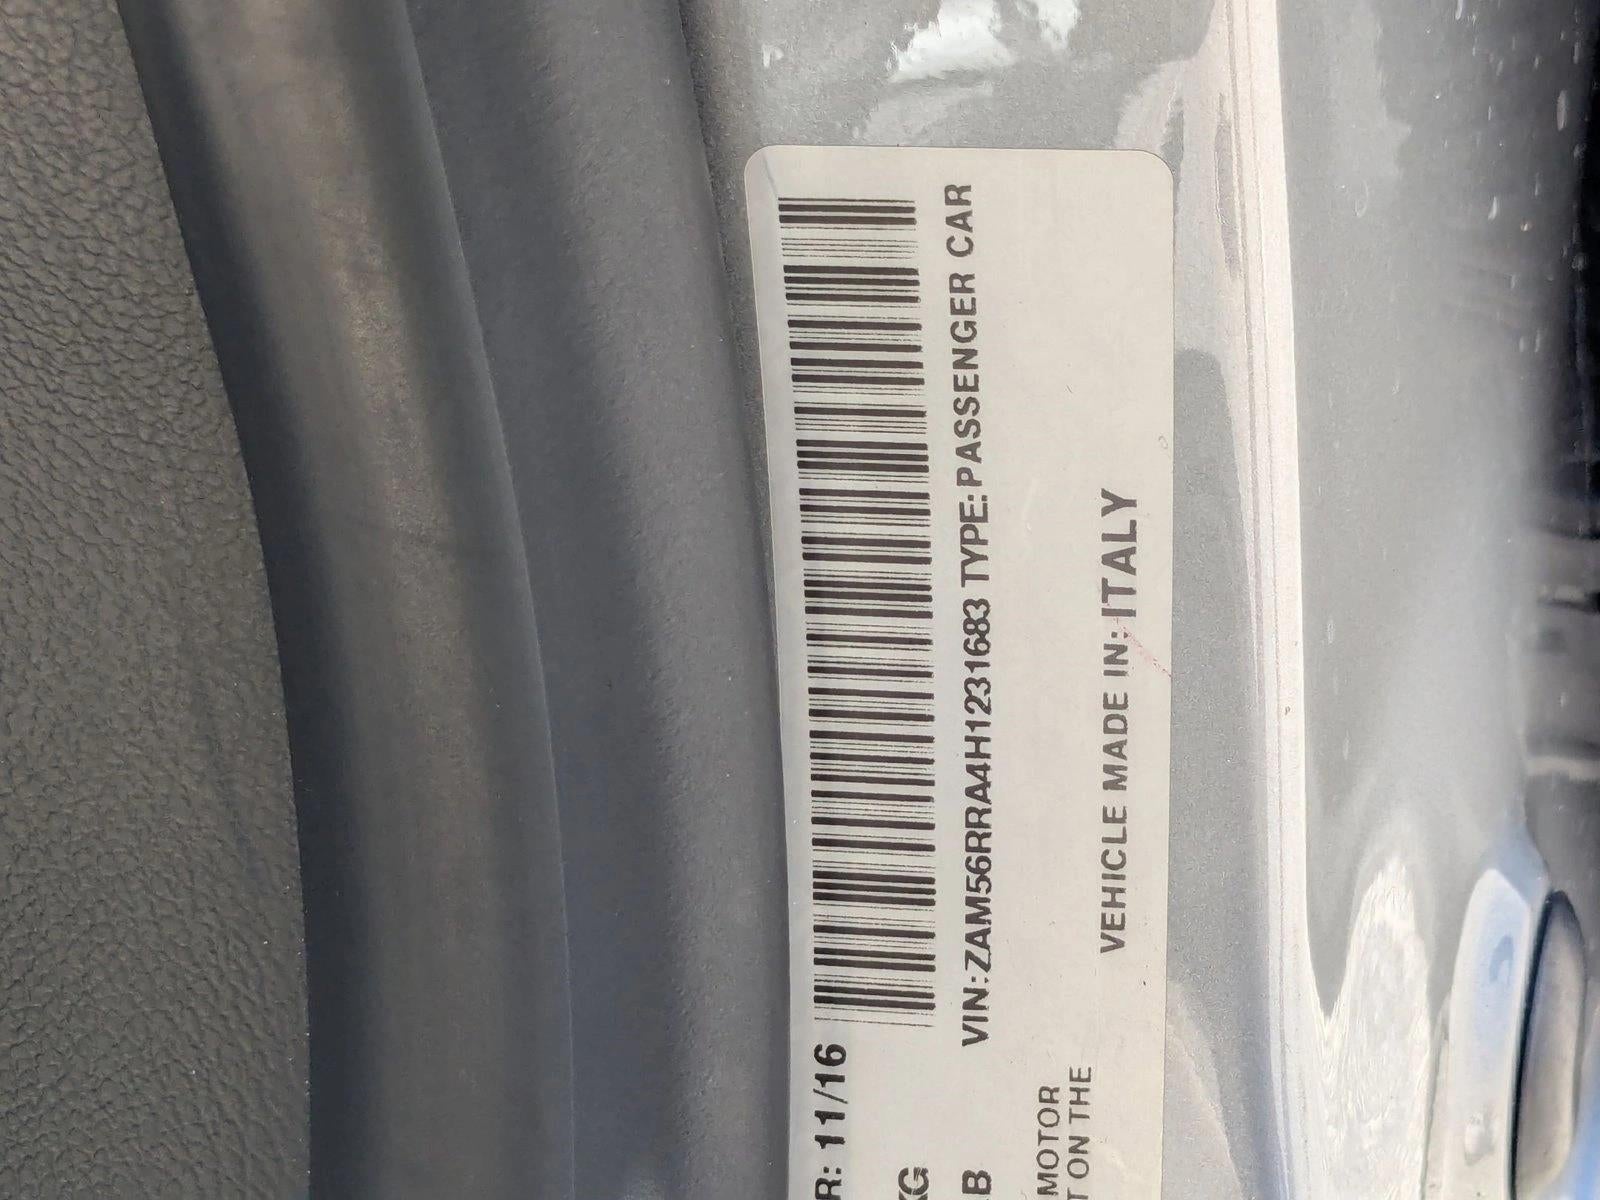 R: 11/16
KG
B
VIN:ZAM56RRA4H1231683 TYPE:PASSENGER CAR
MOTOR
T ON THE
VEHICLE MADE IN: ITALY